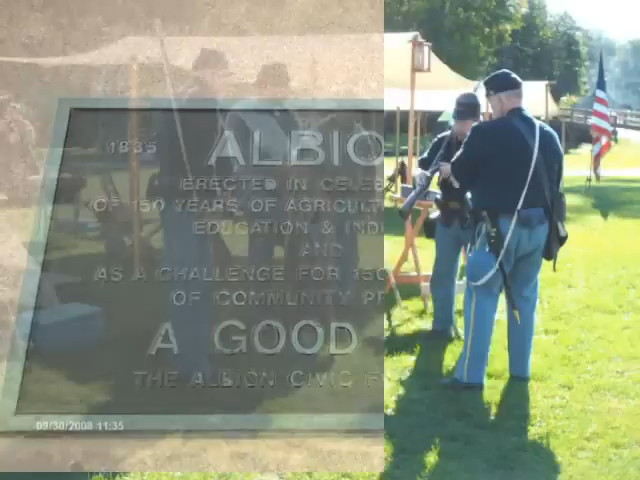 1835 ALBIO
ERECTED IN CELEB
OF 150 YEARS OF AGRICULT
EDUCATION & IND
AND
AS A CHALLENGE FOR 150
OF COMMUNITY PR
A GOOD
THE ALBION CIVIC F
09/30/2008 11:35